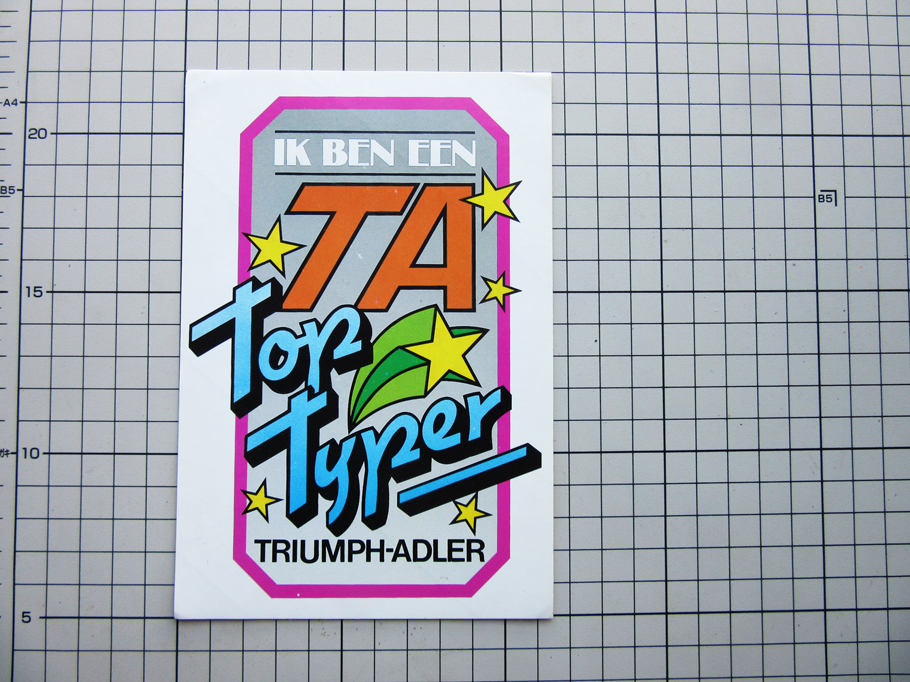 IK BEN EEN
TA
Top
Typer
TRIUMPH-ADLER
A4
20
B5
B5
15
10
5